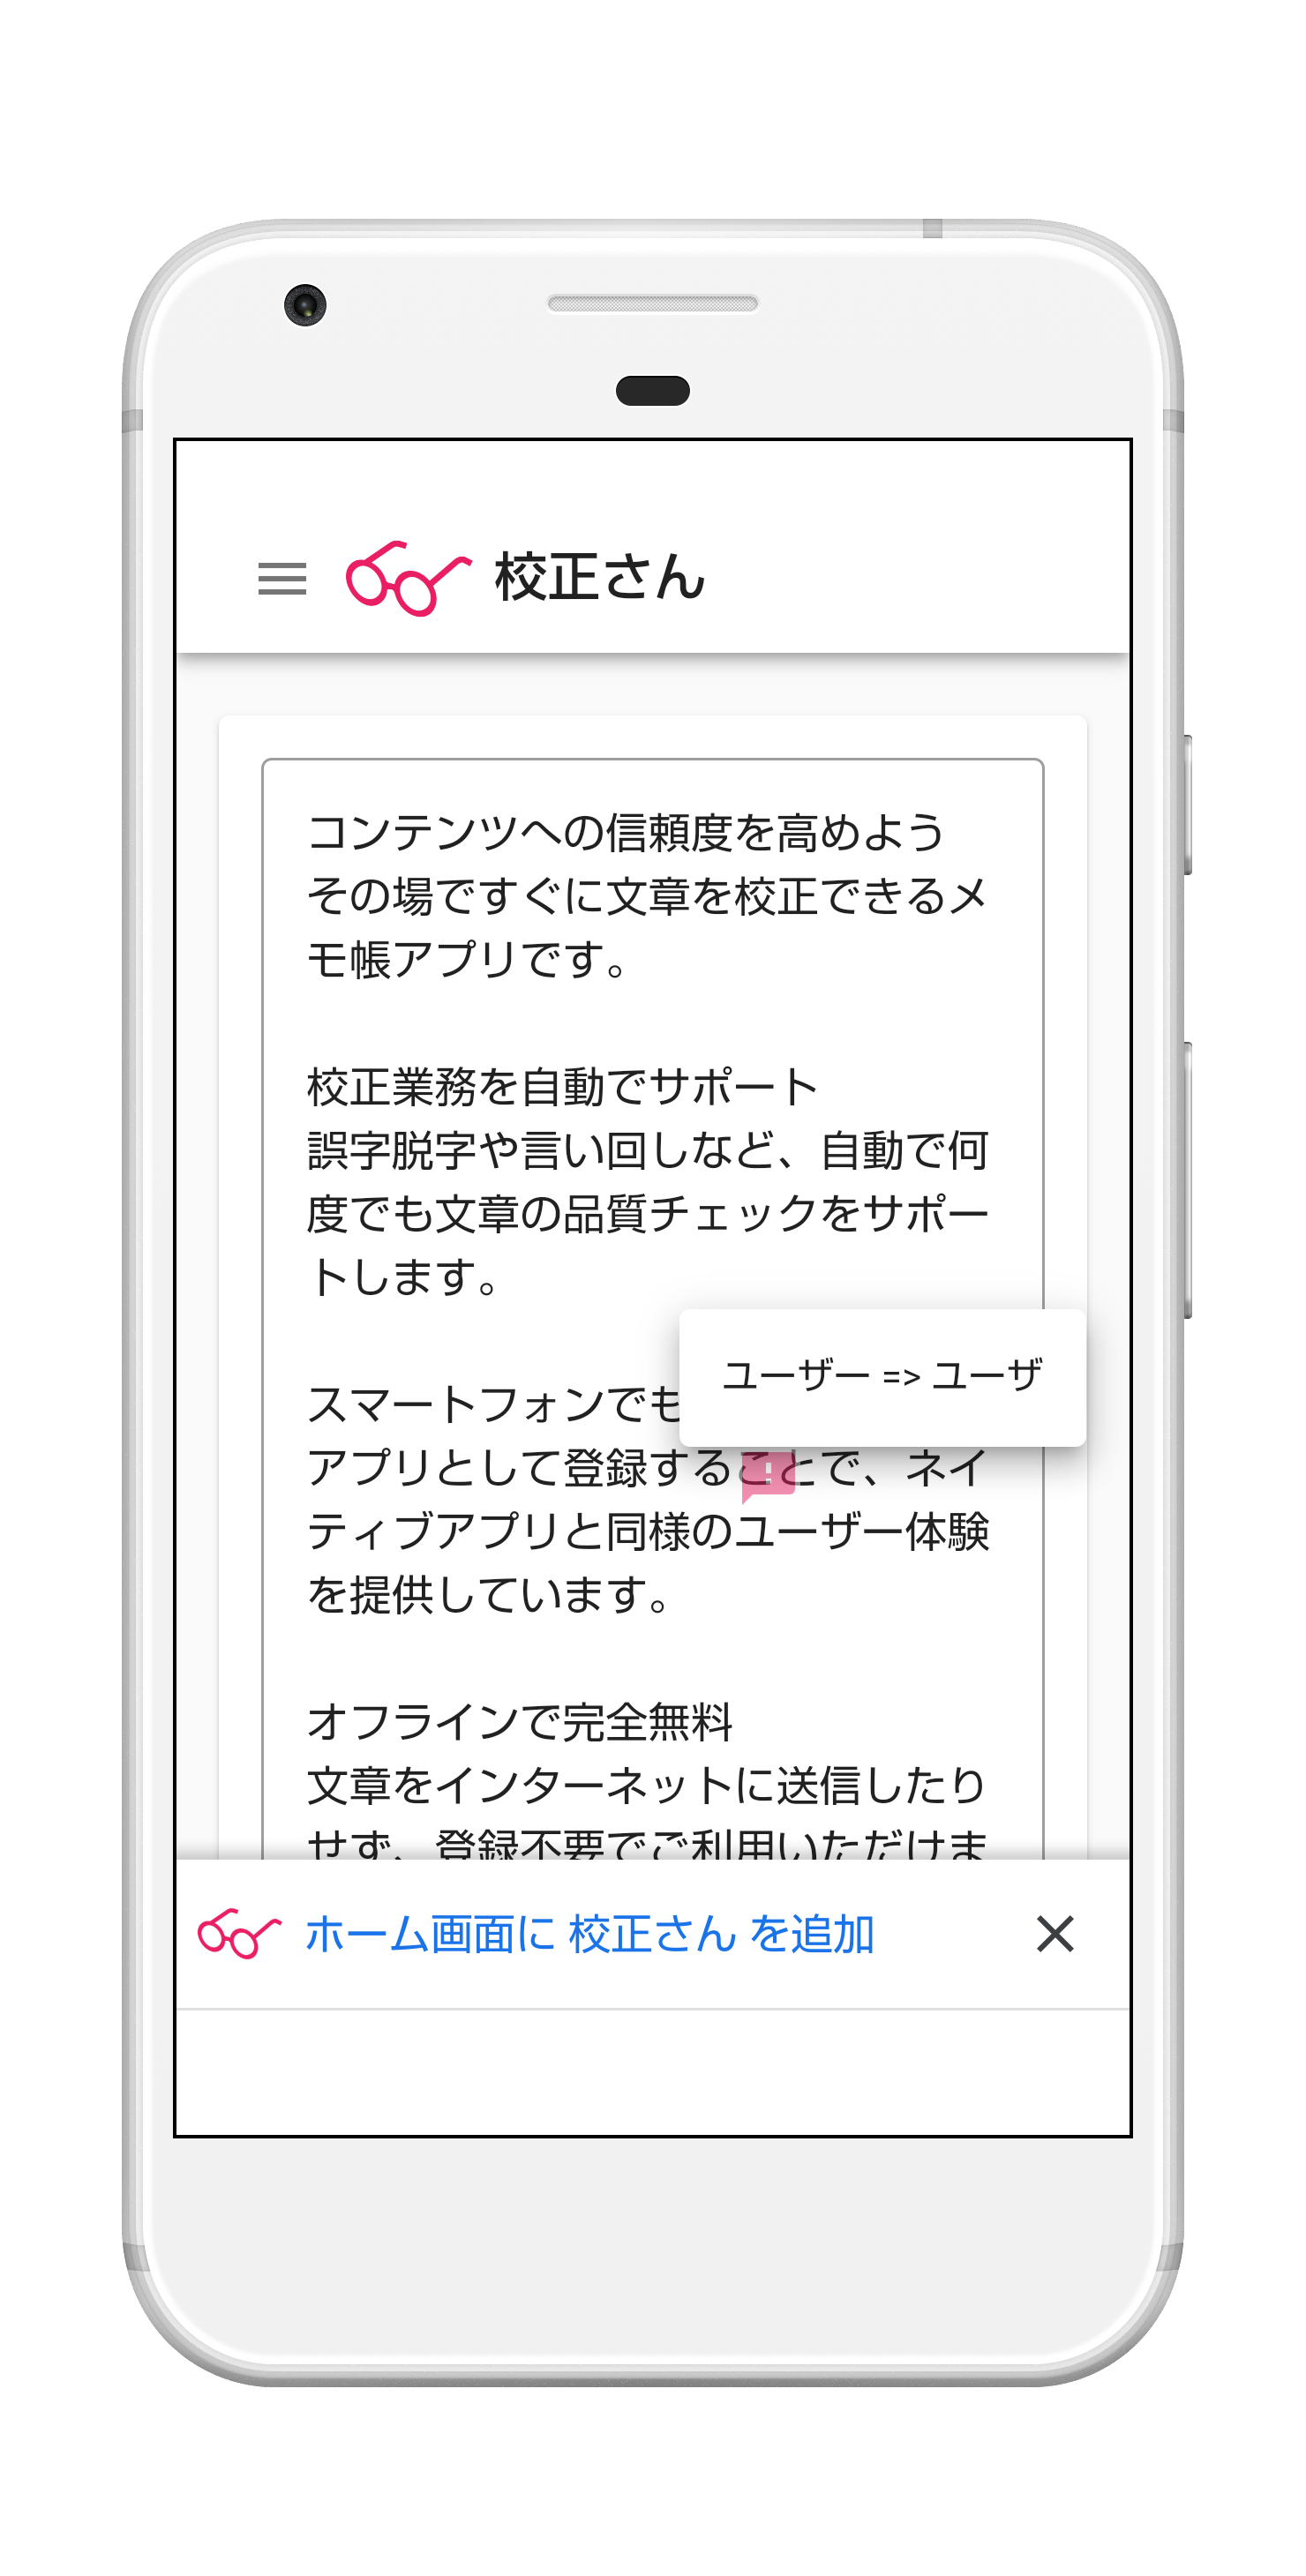 校正さん
コンテンツへの信頼度を高めよう
その場ですぐに文章を校正できるメ
モ帳アプリです。
校正業務を自動でサポート
誤字脱字や言い回しなど、自動で何
度でも文章の品質チェックをサポー
トします。
ユーザー => ユーザ
スマートフォンでも
アプリとして登録することで、ネイ
ティブアプリと同様のユーザー体験
を提供しています。
オフラインで完全無料
文章をインターネットに送信したり
せず、登録不要でご利用いただけま
ホーム画面に 校正さん を追加